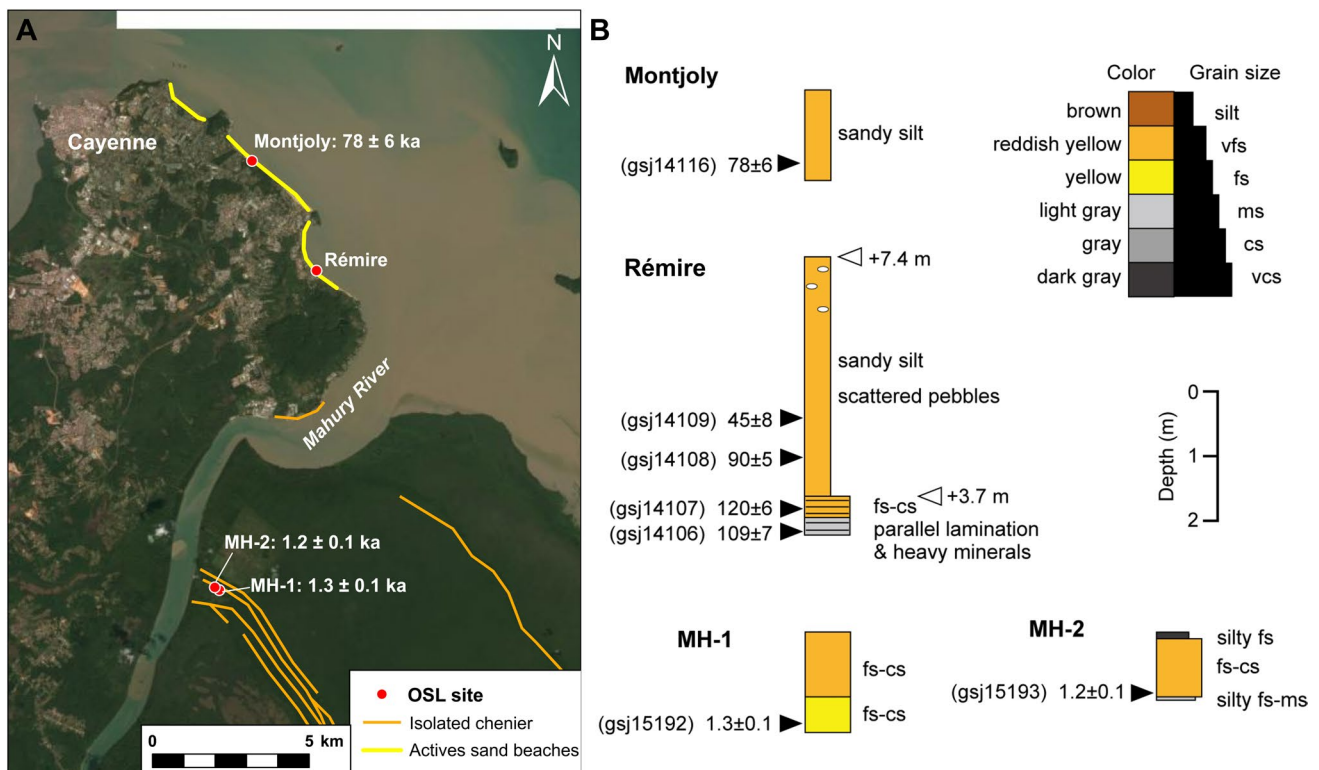 A
N
Cayenne
Montjoly: 78 ± 6 ka
Rémire
Mahury River
MH-2: 1.2 ± 0.1 ka
MH-1: 1.3 ± 0.1 ka
OSL site
Isolated chenier
Actives sand beaches
0 5 km
B
Montjoly
sandy silt
(gsj14116) 78±6
Color Grain size
brown silt
reddish yellow vfs
yellow fs
light gray ms
gray cs
dark gray vcs
Rémire
+7.4 m
sandy silt
scattered pebbles
(gsj14109) 45±8
(gsj14108) 90±5
(gsj14107) 120±6
(gsj14106) 109±7
fs-cs +3.7 m
parallel lamination
& heavy minerals
Depth (m)
0
1
2
MH-1
fs-cs
fs-cs
(gsj15192) 1.3±0.1
MH-2
silty fs
fs-cs
(gsj15193) 1.2±0.1
silty fs-ms